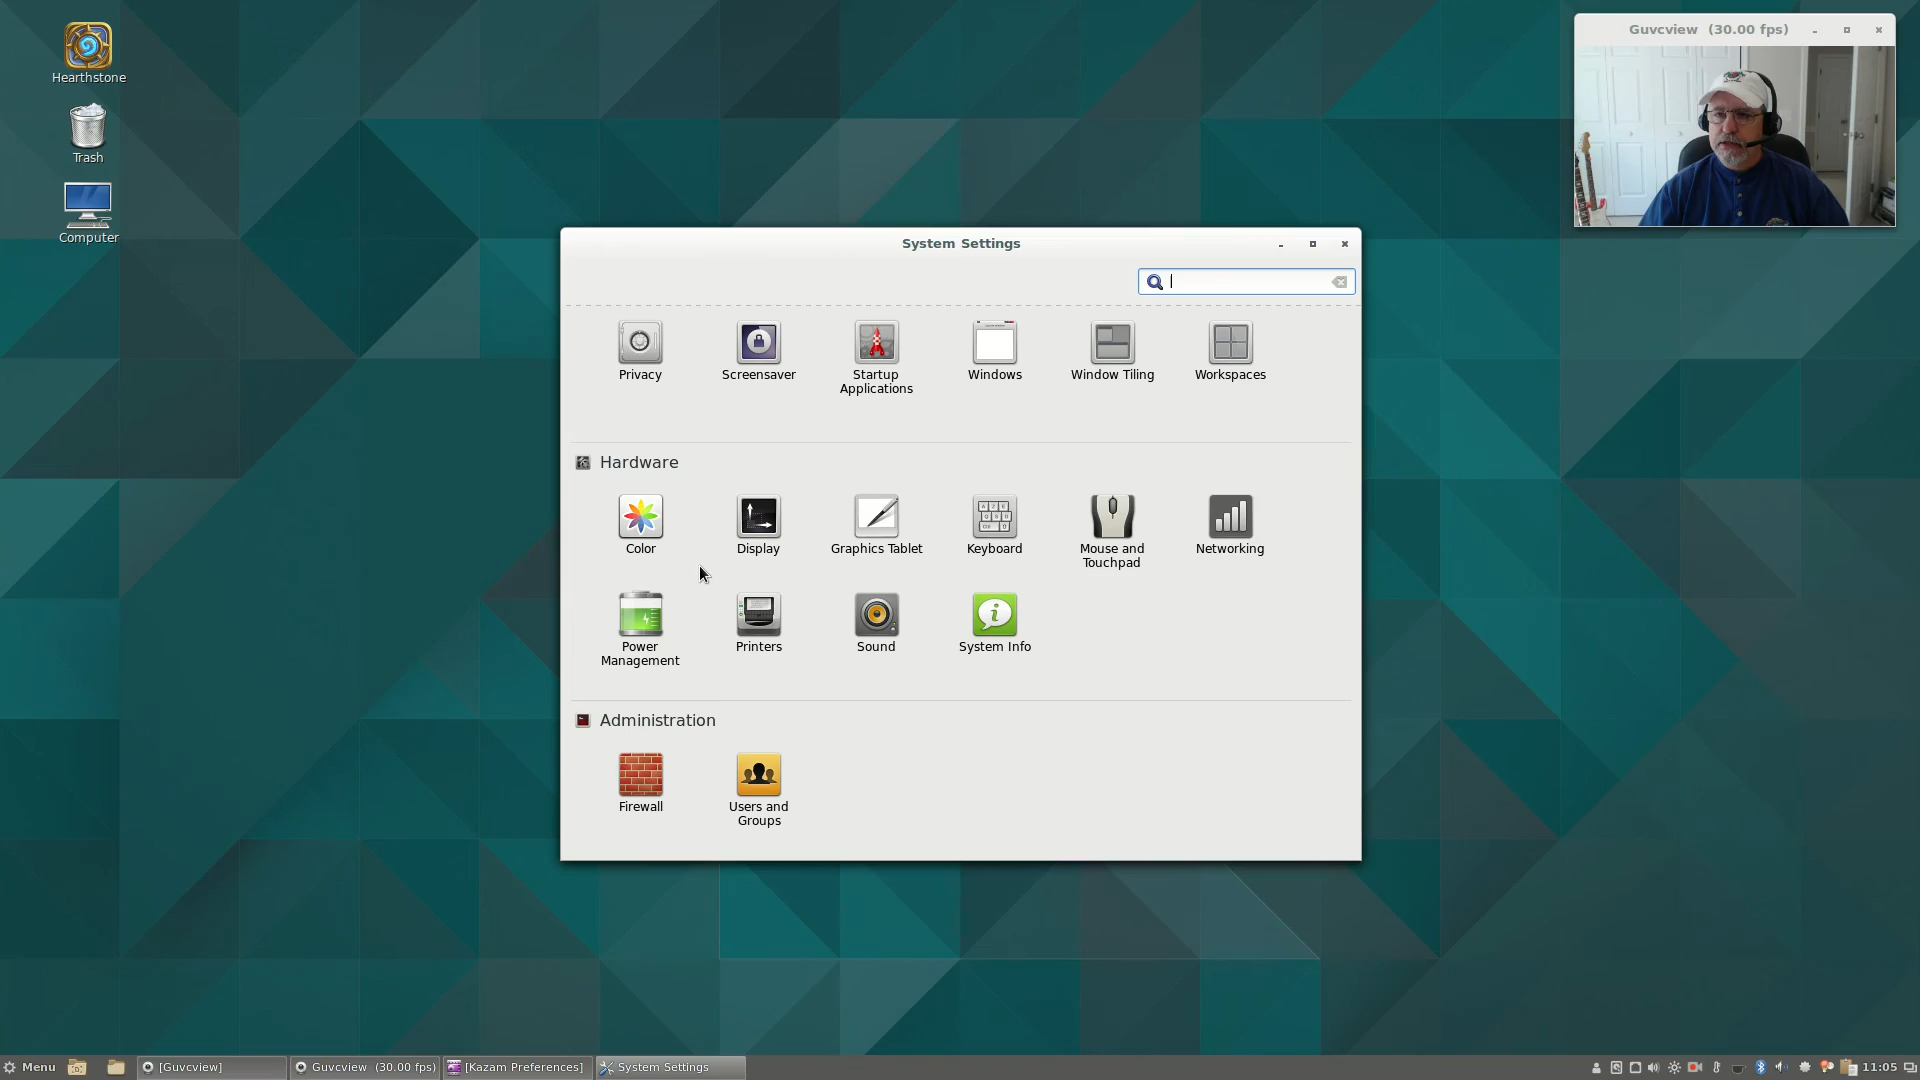 Hearthstone
Trash
Computer
Guvcview (30.00 fps)
System Settings
Privacy
Screensaver
Startup
Applications
Windows
Window Tiling
Workspaces
Hardware
Color
Display
Graphics Tablet
Keyboard
Mouse and
Touchpad
Networking
Power
Management
Printers
Sound
System Info
Administration
Firewall
Users and
Groups
Menu
[Guvcview]
Guvcview (30.00 fps)
[Kazam Preferences]
System Settings
11:05